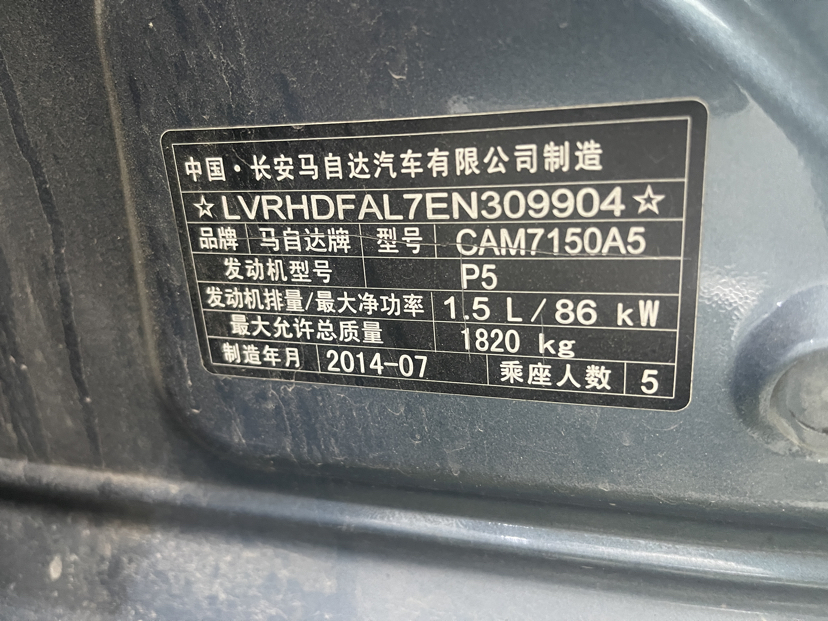 中国·长安马自达汽车有限公司制造
☆LVRHDFAL7EN309904☆
品牌 马自达牌 型号 CAM7150A5
发动机型号 P5
发动机排量/最大净功率 1.5 L/86 kW
最大允许总质量 1820 kg
制造年月 2014-07 乘座人数 5